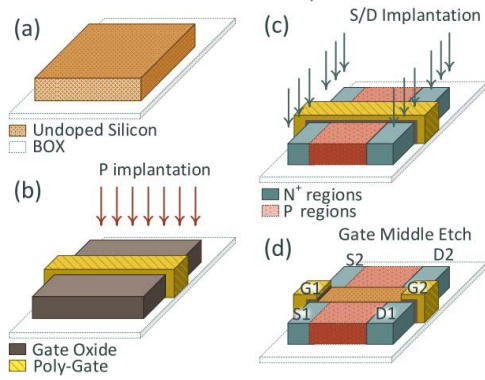 (a)
Undoped Silicon
BOX
(b)
P implantation
Gate Oxide
Poly-Gate
S/D Implantation
(c)
N+ regions
P regions
Gate Middle Etch
(d)
S2
D2
G1
G2
S1
D1